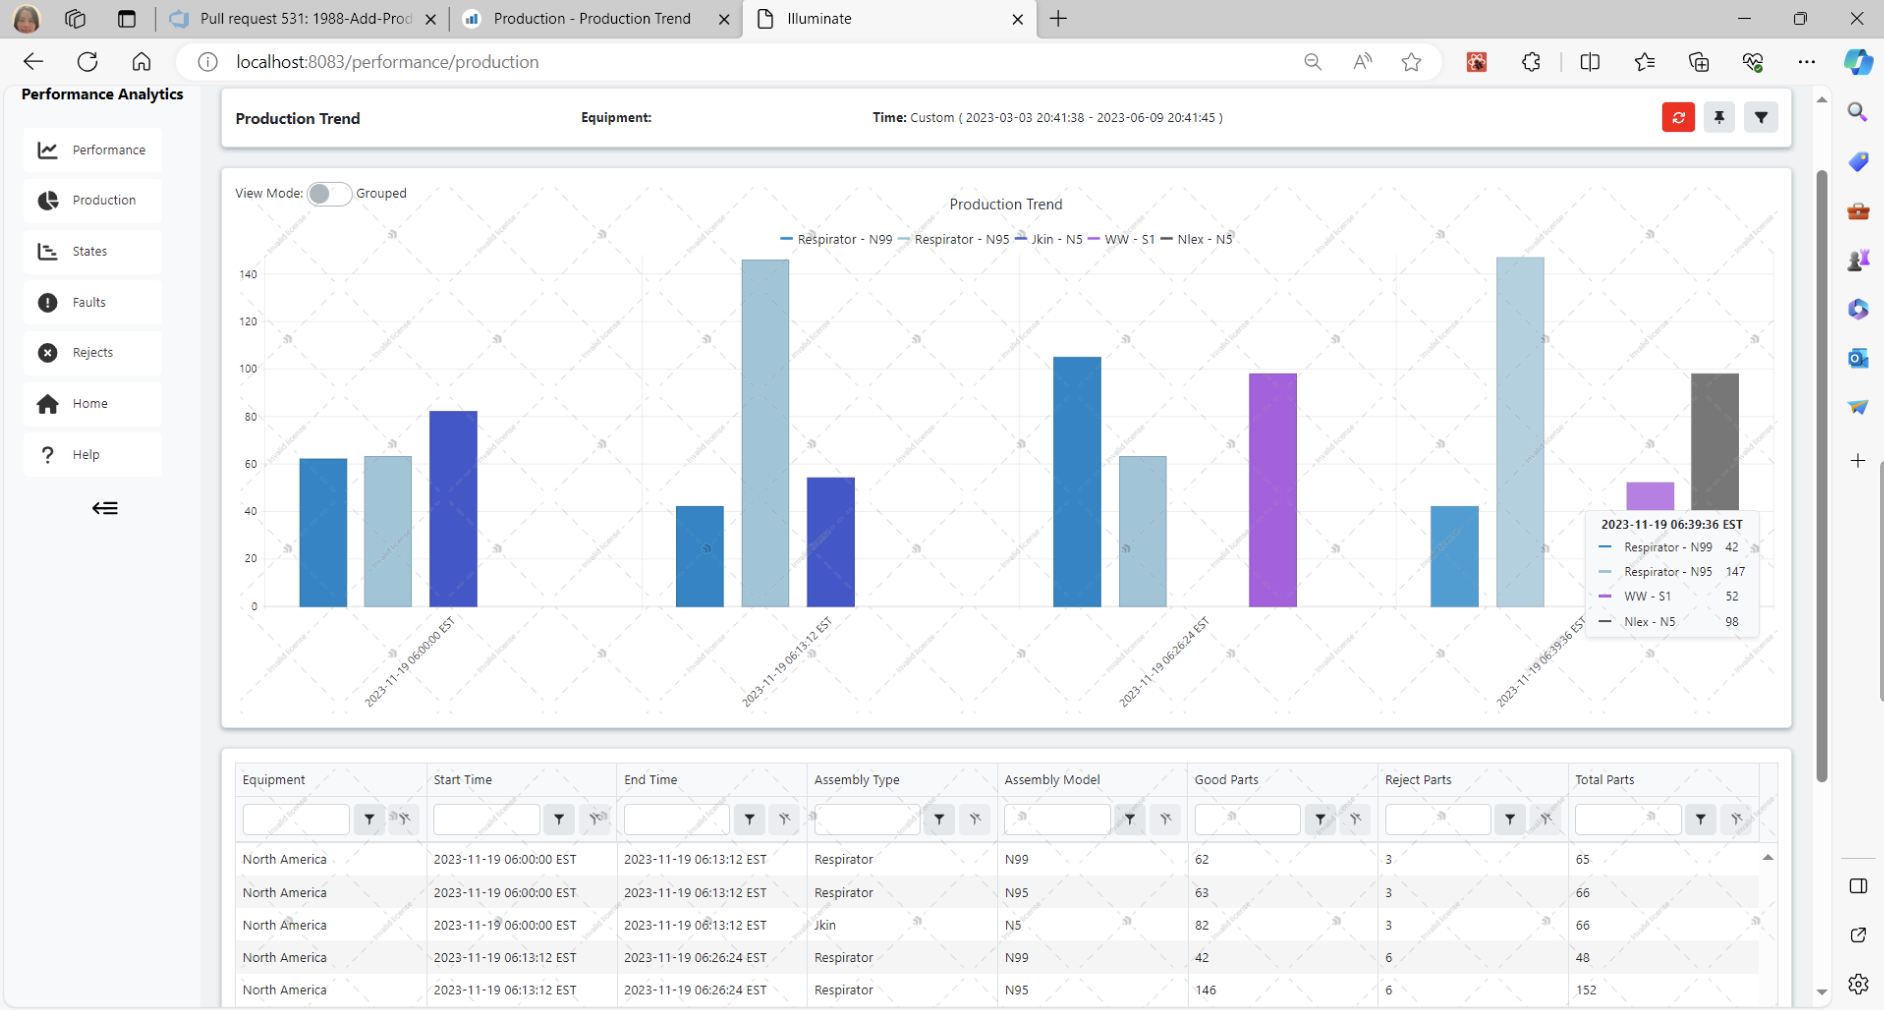 Pull request 531: 1988-Add-Prod
Production - Production Trend
Illuminate
localhost:8083/performance/production
Performance Analytics
Performance
Production
States
Faults
Rejects
Home
Help
Production Trend
Equipment:
Time: Custom ( 2023-03-03 20:41:38 - 2023-06-09 20:41:45 )
View Mode: Grouped
Production Trend
Respirator - N99 Respirator - N95 Jkin - N5 WW - S1 Nlex - N5
140
120
100
80
60
40
20
0
2023-11-19 06:00:00 EST
2023-11-19 06:13:12 EST
2023-11-19 06:26:24 EST
2023-11-19 06:39:36 EST
2023-11-19 06:39:36 EST
Respirator - N99 42
Respirator - N95 147
WW - S1 52
Nlex - N5 98
Invalid license
Equipment Start Time End Time Assembly Type Assembly Model Good Parts Reject Parts Total Parts
North America 2023-11-19 06:00:00 EST 2023-11-19 06:13:12 EST Respirator N99 62 3 65
North America 2023-11-19 06:00:00 EST 2023-11-19 06:13:12 EST Respirator N95 63 3 66
North America 2023-11-19 06:00:00 EST 2023-11-19 06:13:12 EST Jkin N5 82 3 66
North America 2023-11-19 06:13:12 EST 2023-11-19 06:26:24 EST Respirator N99 42 6 48
North America 2023-11-19 06:13:12 EST 2023-11-19 06:26:24 EST Respirator N95 146 6 152